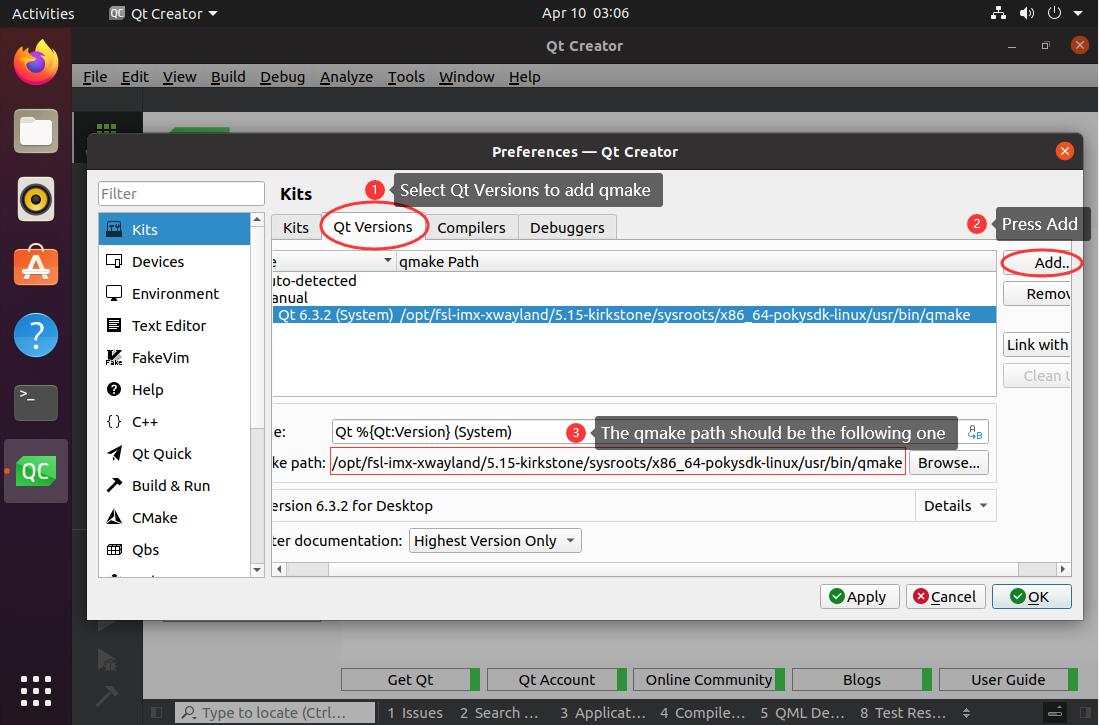 Activities
QC Qt Creator
Apr 10 03:06
Qt Creator
File Edit View Build Debug Analyze Tools Window Help
Preferences — Qt Creator
Filter
Kits
1 Select Qt Versions to add qmake
Kits
Devices
Environment
Text Editor
FakeVim
Help
C++
Qt Quick
Build & Run
CMake
Qbs
Kits Qt Versions Compilers Debuggers
2 Press Add
e qmake Path
uto-detected
anual
Qt 6.3.2 (System) /opt/fsl-imx-xwayland/5.15-kirkstone/sysroots/x86_64-pokysdk-linux/usr/bin/qmake
Add..
Remov
Link with
Clean U
e: Qt %{Qt:Version} (System)
3 The qmake path should be the following one
ke path: /opt/fsl-imx-xwayland/5.15-kirkstone/sysroots/x86_64-pokysdk-linux/usr/bin/qmake Browse...
ersion 6.3.2 for Desktop Details
ter documentation: Highest Version Only
Apply Cancel OK
QC
Get Qt Qt Account Online Community Blogs User Guide
Type to locate (Ctrl... 1 Issues 2 Search ... 3 Applicat... 4 Compile... 5 QML De... 8 Test Res...